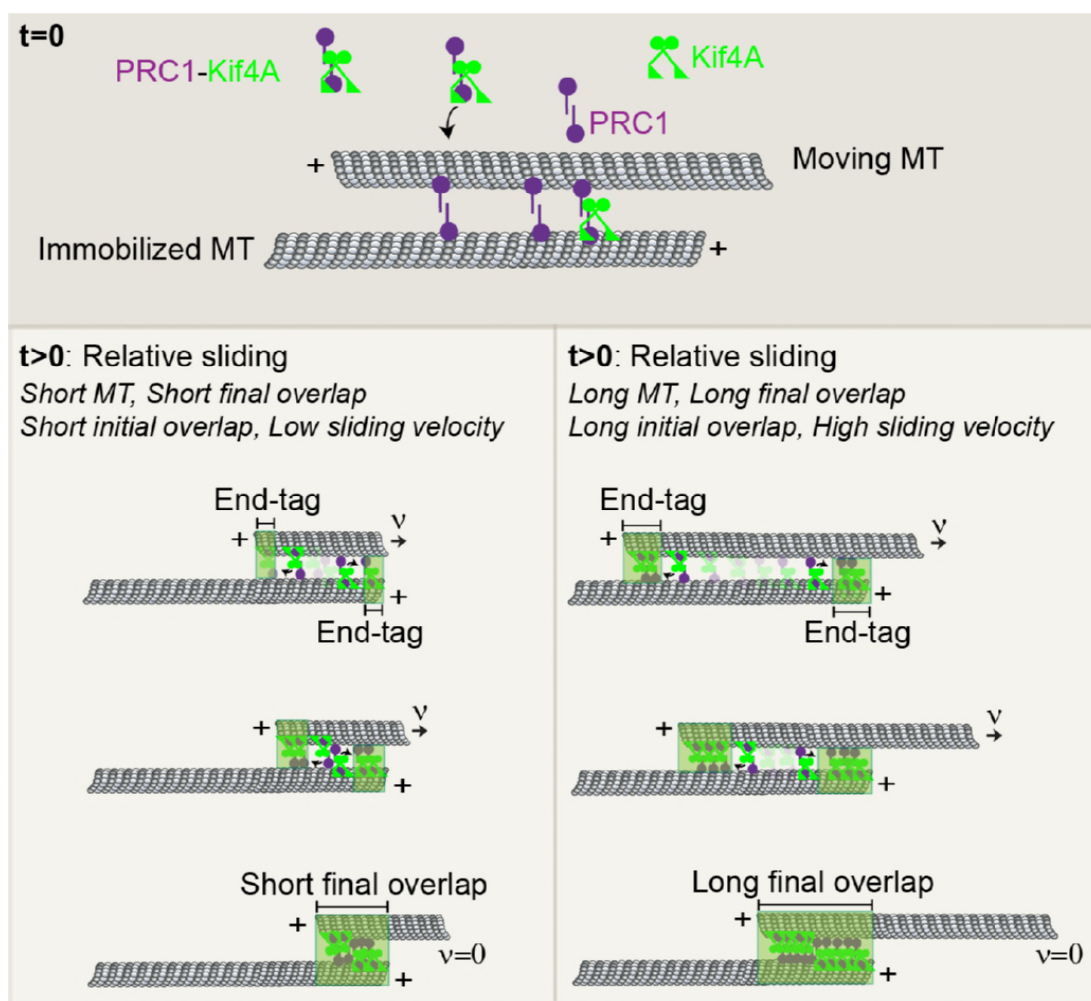 t=0
PRC1-Kif4A
Kif4A
PRC1
+
Moving MT
Immobilized MT
+
t>0: Relative sliding
Short MT, Short final overlap
Short initial overlap, Low sliding velocity
End-tag
+
ν
+
End-tag
+
ν
+
Short final overlap
+
ν=0
+
t>0: Relative sliding
Long MT, Long final overlap
Long initial overlap, High sliding velocity
End-tag
+
ν
+
End-tag
+
ν
+
Long final overlap
+
ν=0
+